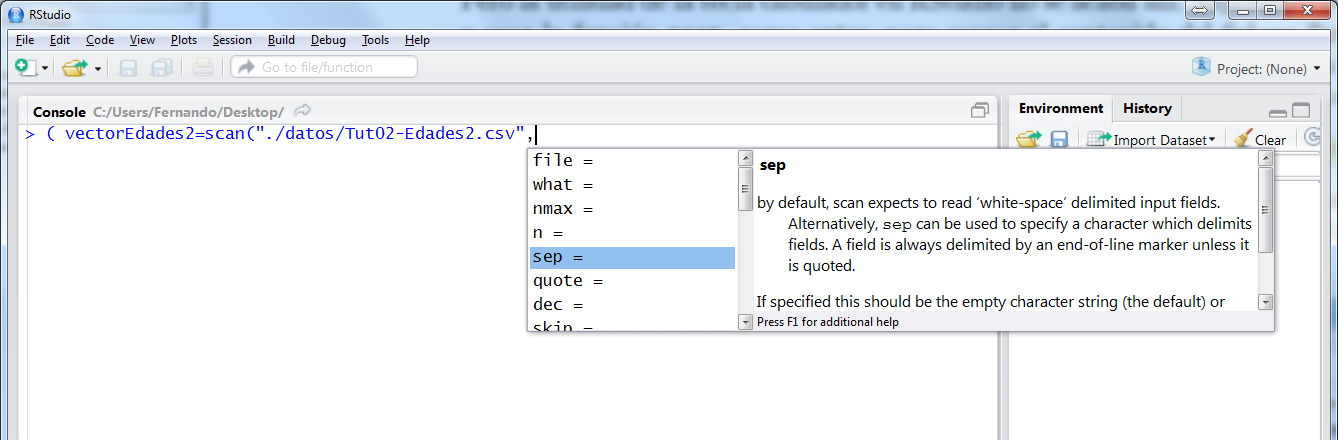 RStudio
File Edit Code View Plots Session Build Debug Tools Help
Go to file/function
Project: (None)
Console C:/Users/Fernando/Desktop/
Environment History
> ( vectorEdades2=scan("./datos/Tut02-Edades2.csv",
Import Dataset Clear
file =
what =
nmax =
n =
sep =
quote =
dec =
skip =
sep
by default, scan expects to read ‘white-space’ delimited input fields.
Alternatively, sep can be used to specify a character which delimits
fields. A field is always delimited by an end-of-line marker unless it
is quoted.
If specified this should be the empty character string (the default) or
Press F1 for additional help